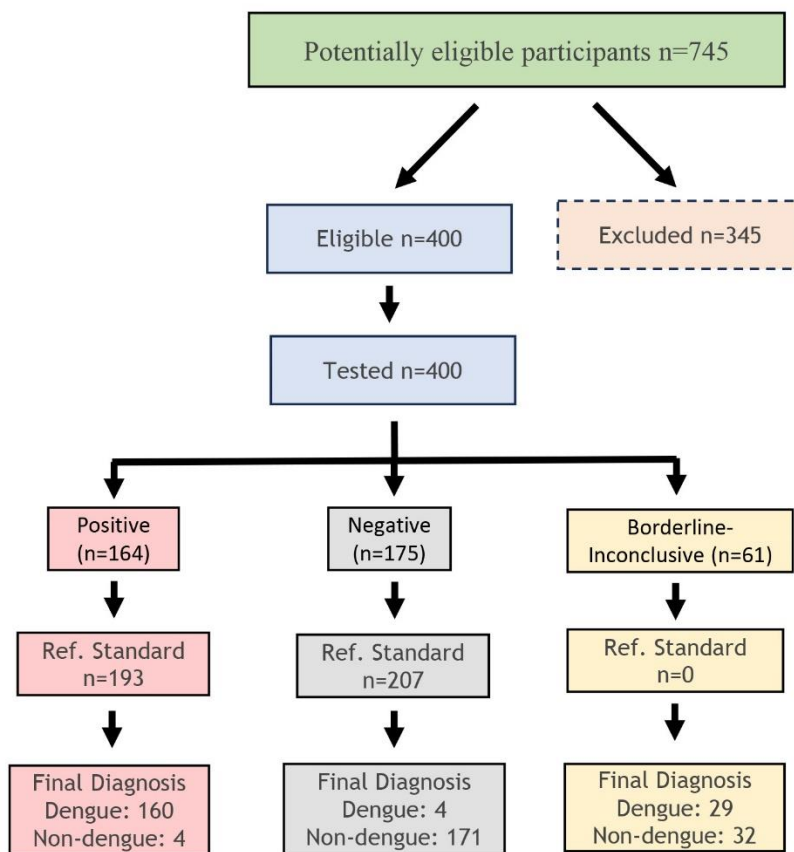 Potentially eligible participants n=745
Eligible n=400
Excluded n=345
Tested n=400
Positive
(n=164)
Negative
(n=175)
Borderline-
Inconclusive (n=61)
Ref. Standard
n=193
Ref. Standard
n=207
Ref. Standard
n=0
Final Diagnosis
Dengue: 160
Non-dengue: 4
Final Diagnosis
Dengue: 4
Non-dengue: 171
Final Diagnosis
Dengue: 29
Non-dengue: 32